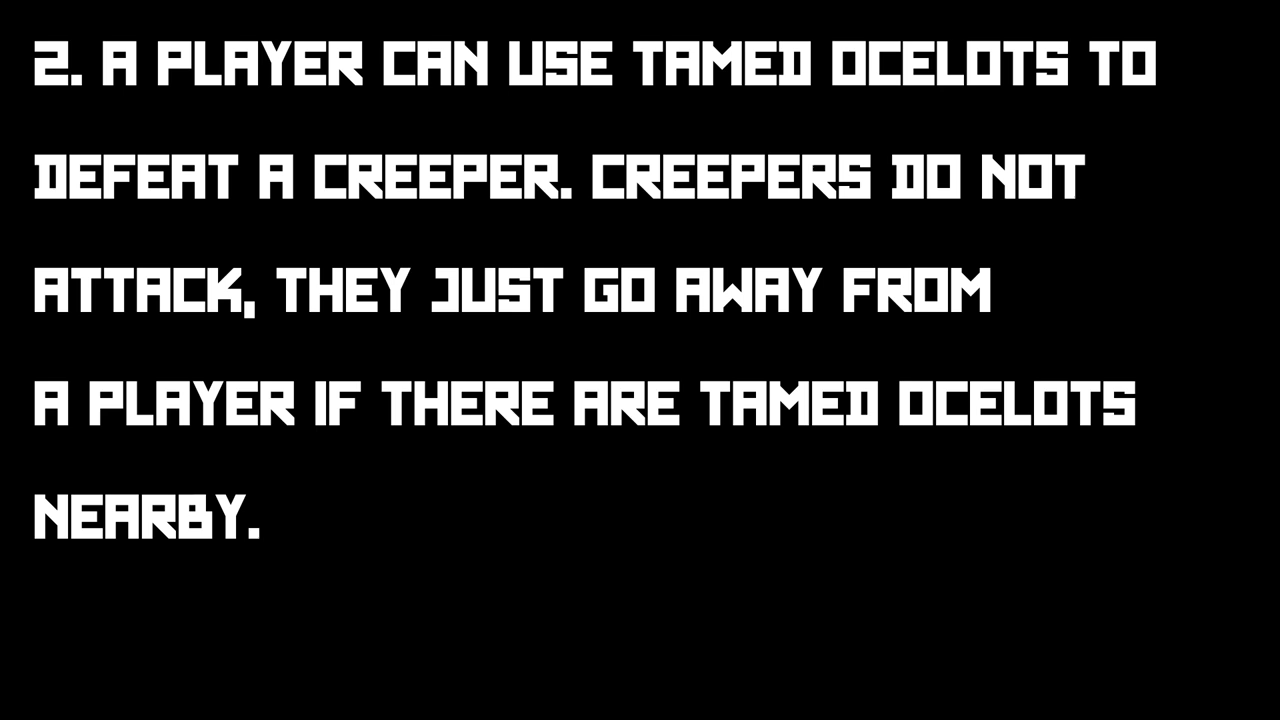 2. A PLAYER CAN USE TAMED OCELOTS TO
DEFEAT A CREEPER. CREEPERS DO NOT
ATTACK, THEY JUST GO AWAY FROM
A PLAYER IF THERE ARE TAMED OCELOTS
NEARBY.